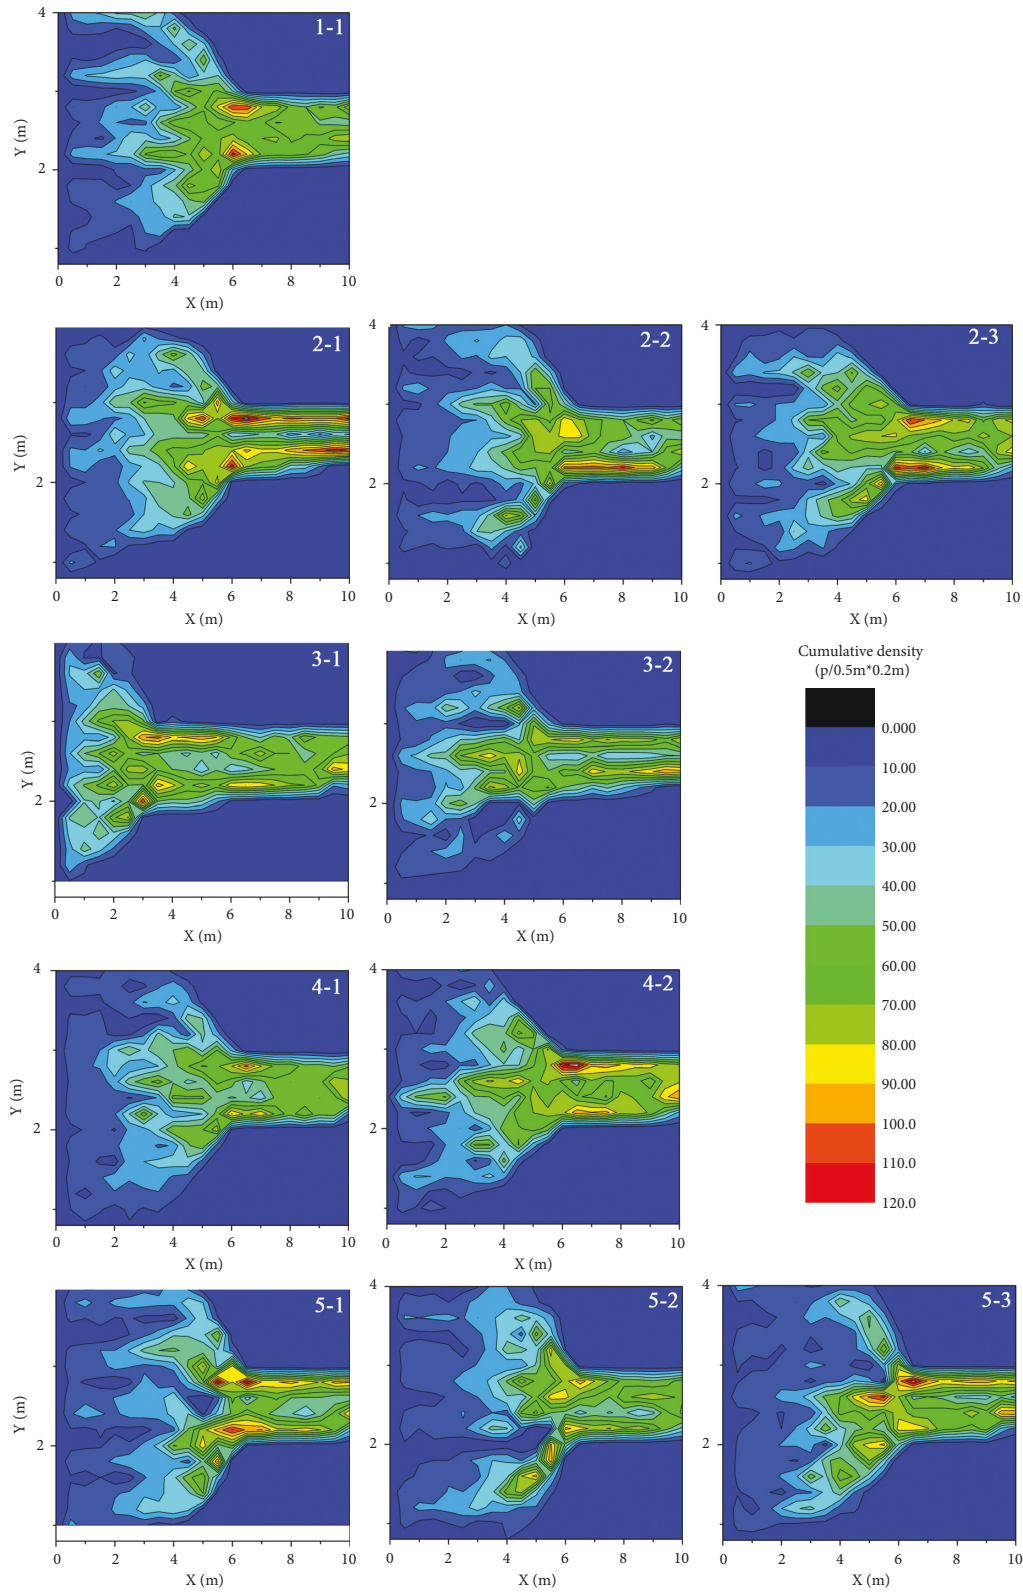 4
1-1
Y (m)
2
0 2 4 6 8 10
X (m)
2-1
Y (m)
2
0 2 4 6 8 10
X (m)
4
2-2
2
0 2 4 6 8 10
X (m)
4
2-3
2
0 2 4 6 8 10
X (m)
3-1
Y (m)
2
0 2 4 6 8 10
X (m)
3-2
2
0 2 4 6 8 10
X (m)
Cumulative density
(p/0.5m*0.2m)
0.000
10.00
20.00
30.00
40.00
50.00
60.00
70.00
80.00
90.00
100.0
110.0
120.0
4
4-1
Y (m)
2
0 2 4 6 8 10
X (m)
4
4-2
2
0 2 4 6 8 10
X (m)
5-1
Y (m)
2
0 2 4 6 8 10
X (m)
4
5-2
2
0 2 4 6 8 10
X (m)
4
5-3
2
0 2 4 6 8 10
X (m)